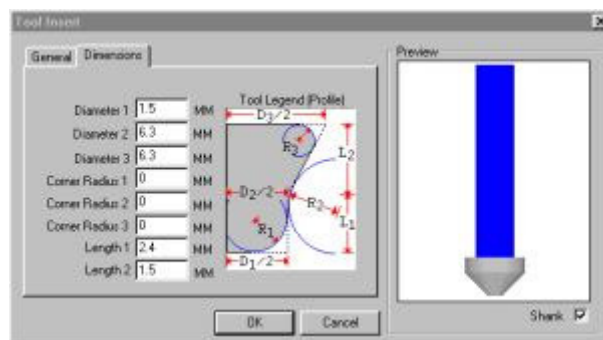 Tool Insert
General Dimensions
Preview
Diameter 1 1.5 MM
Diameter 2 6.3 MM
Diameter 3 6.3 MM
Corner Radius 1 0 MM
Corner Radius 2 0 MM
Corner Radius 3 0 MM
Length 1 2.4 MM
Length 2 1.5 MM
Tool Legend (Profile)
D3/2
R3
L2
D2/2
R2
L1
R1
D1/2
OK Cancel
Shank